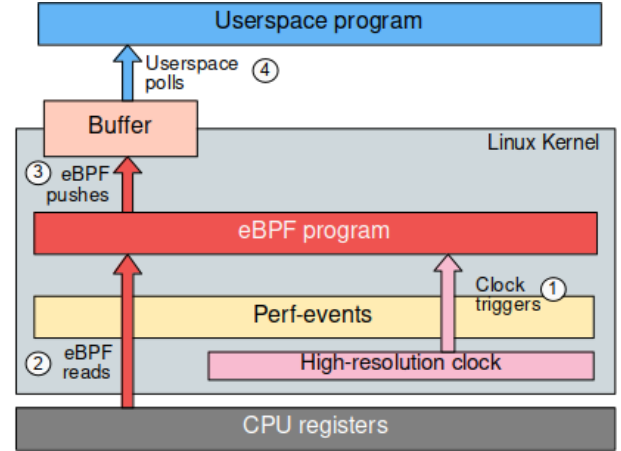 Userspace program
Userspace
polls
4
Buffer
Linux Kernel
3
eBPF
pushes
eBPF program
Clock
triggers
1
Perf-events
2
eBPF
reads
High-resolution clock
CPU registers